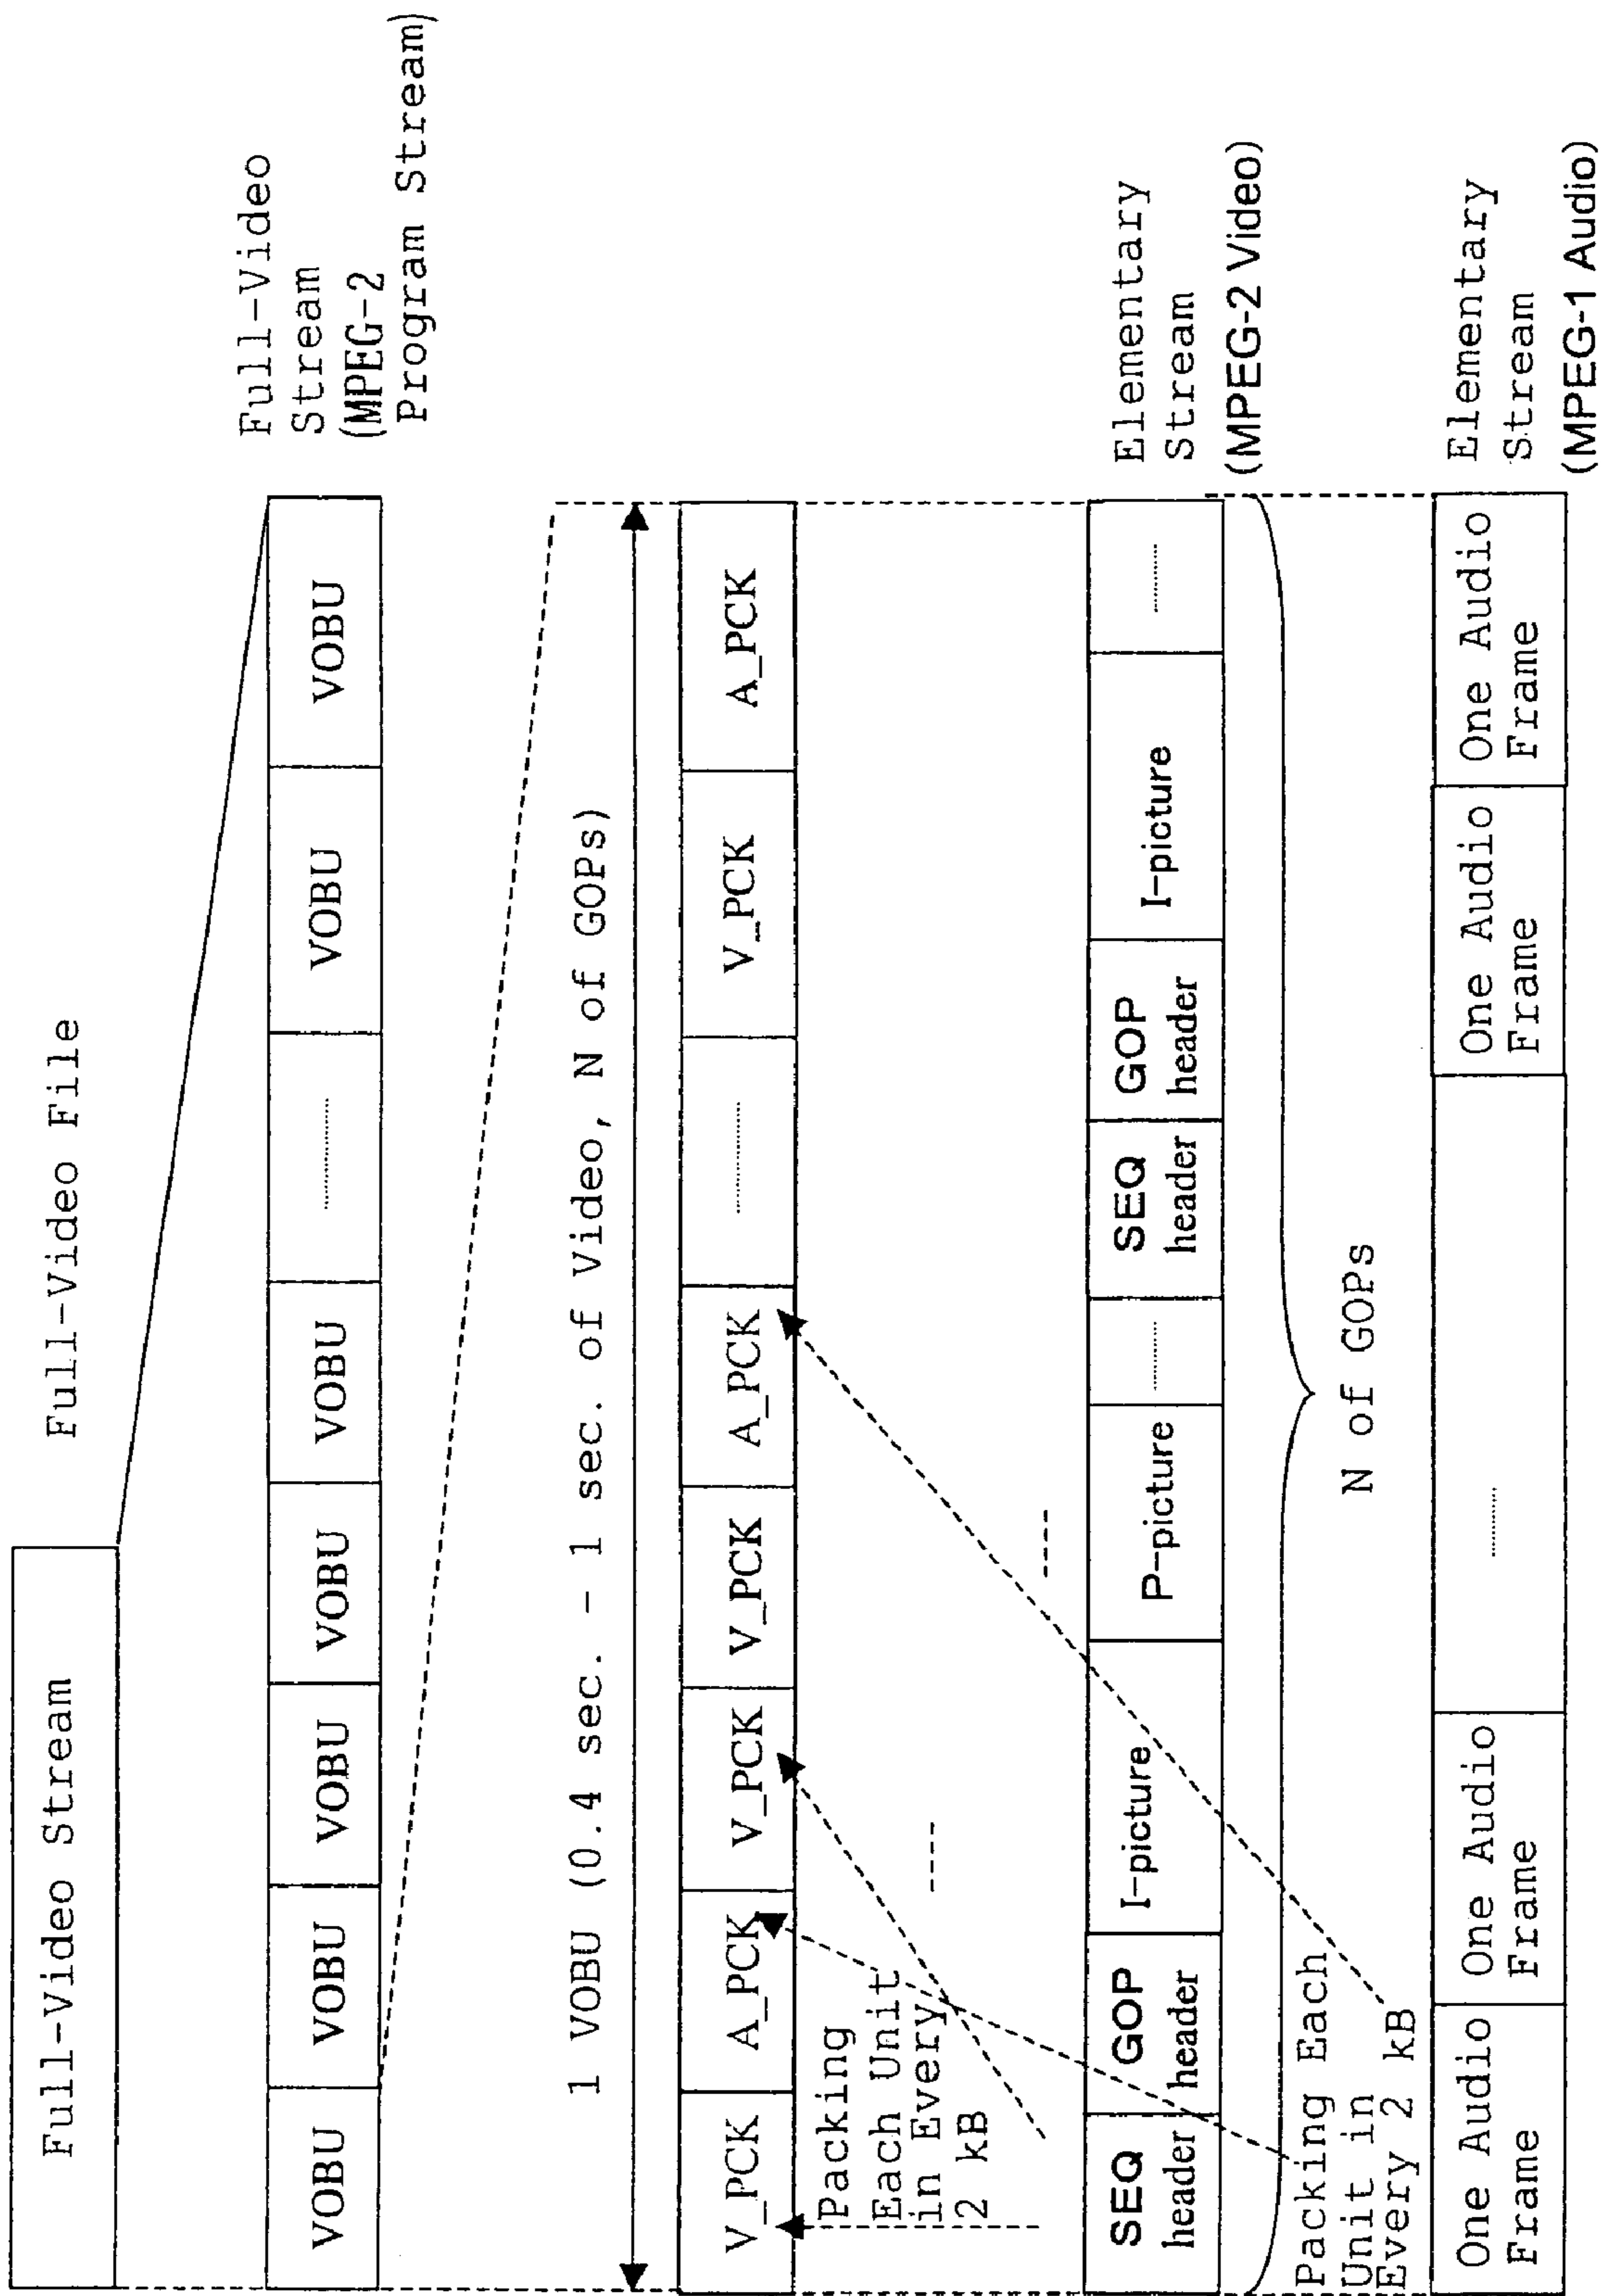 Full-Video File
Full-Video Stream
VOBU VOBU VOBU VOBU VOBU ......... VOBU VOBU
Full-Video
Stream
(MPEG-2
Program Stream)
1 VOBU (0.4 sec. - 1 sec. of Video, N of GOPs)
V_PCK A_PCK V_PCK V_PCK A_PCK ......... V_PCK A_PCK
Packing
Each Unit
in Every
2 kB
SEQ header GOP header I-picture P-picture ......... SEQ header GOP header I-picture .........
Elementary
Stream
(MPEG-2 Video)
N of GOPs
Packing Each
Unit in
Every 2 kB
One Audio Frame One Audio Frame ......... One Audio Frame One Audio Frame
Elementary
Stream
(MPEG-1 Audio)